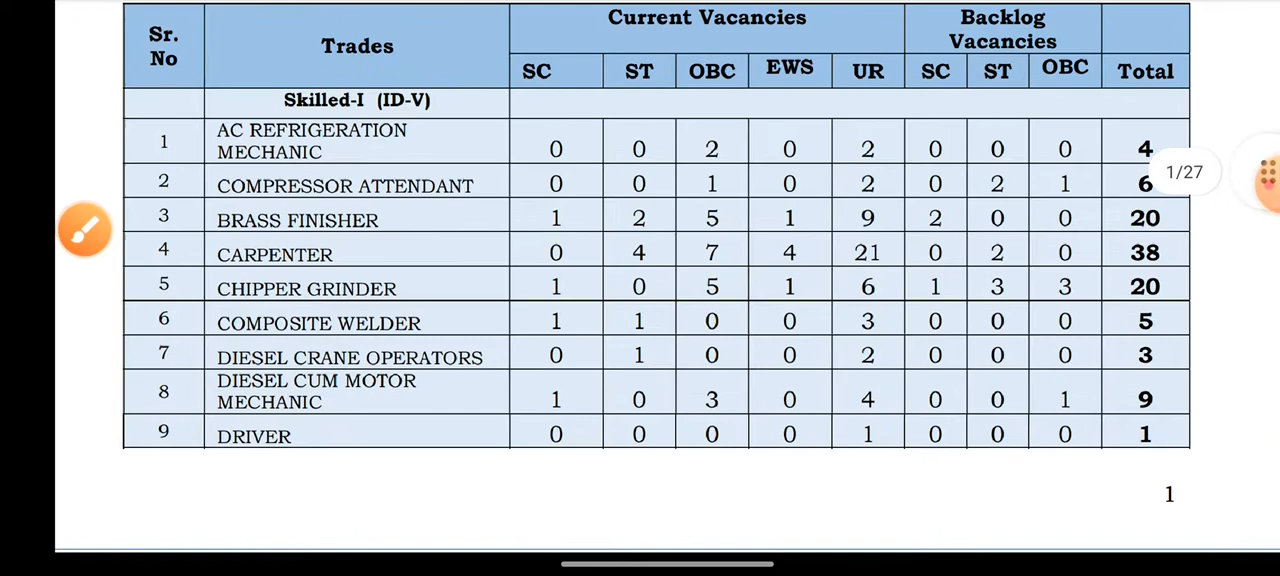 Sr. No | Trades | Current Vacancies | Backlog Vacancies
SC | ST | OBC | EWS | UR | SC | ST | OBC | Total
Skilled-I (ID-V)
1 | AC REFRIGERATION MECHANIC | 0 | 0 | 2 | 0 | 2 | 0 | 0 | 0 | 4
2 | COMPRESSOR ATTENDANT | 0 | 0 | 1 | 0 | 2 | 0 | 2 | 1 | 6
1/27
3 | BRASS FINISHER | 1 | 2 | 5 | 1 | 9 | 2 | 0 | 0 | 20
4 | CARPENTER | 0 | 4 | 7 | 4 | 21 | 0 | 2 | 0 | 38
5 | CHIPPER GRINDER | 1 | 0 | 5 | 1 | 6 | 1 | 3 | 3 | 20
6 | COMPOSITE WELDER | 1 | 1 | 0 | 0 | 3 | 0 | 0 | 0 | 5
7 | DIESEL CRANE OPERATORS | 0 | 1 | 0 | 0 | 2 | 0 | 0 | 0 | 3
8 | DIESEL CUM MOTOR MECHANIC | 1 | 0 | 3 | 0 | 4 | 0 | 0 | 1 | 9
9 | DRIVER | 0 | 0 | 0 | 0 | 1 | 0 | 0 | 0 | 1
1